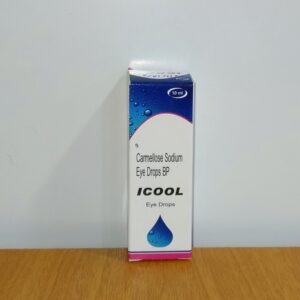 10 ml
Carmellose Sodium
Eye Drops BP
ICOOL
Eye Drops